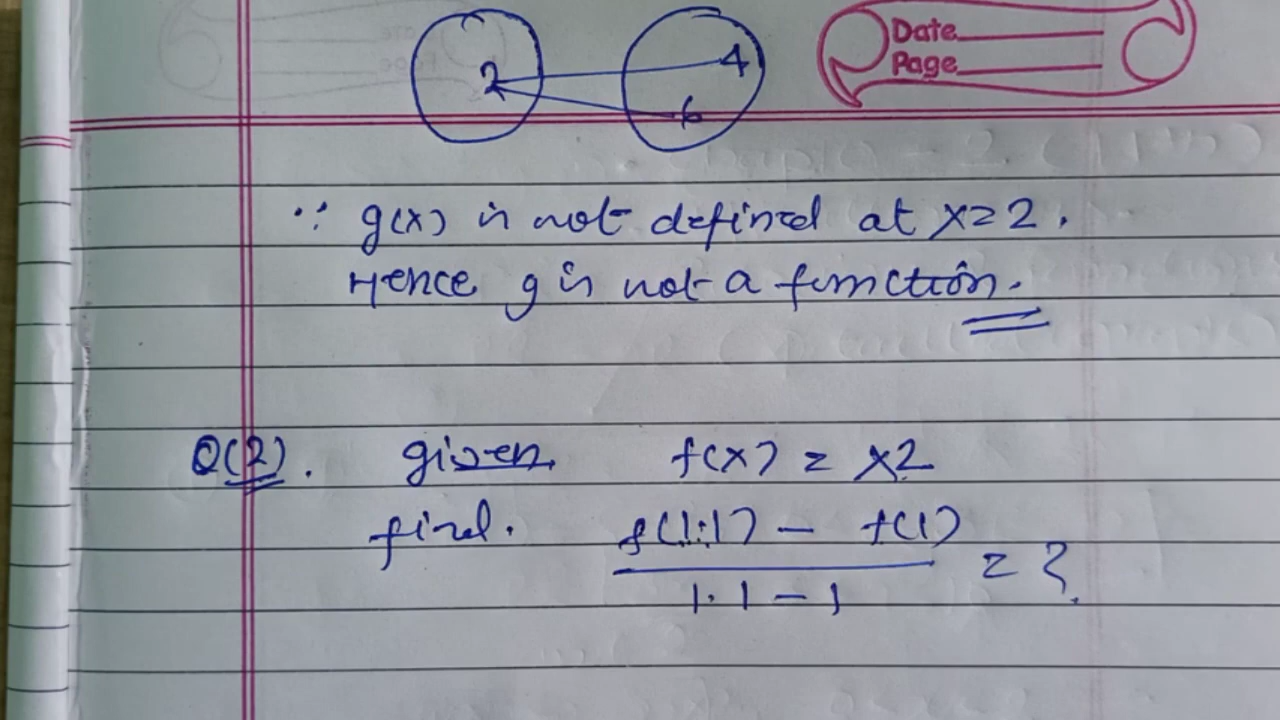 Date
Page
2 4
6
∵ g(x) is not defined at x=2.
Hence g is not a function.
Q(2). given f(x) = x2
find. f(1.1) - f(1)
= ?
1.1 - 1